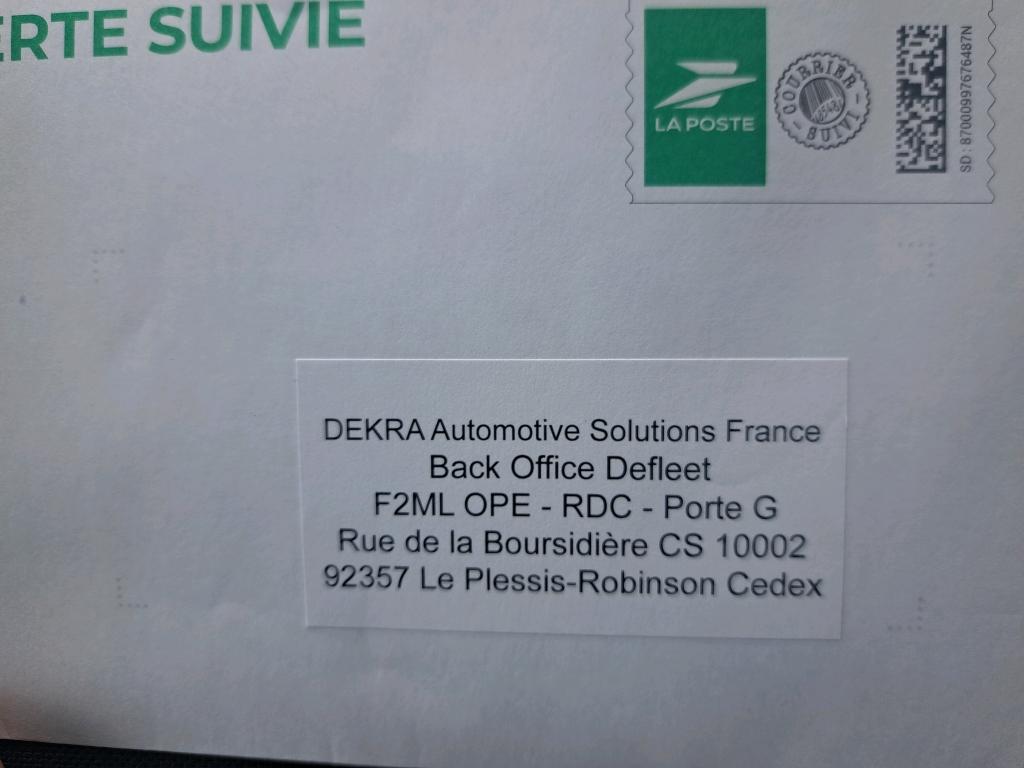 ERTE SUIVIE
LA POSTE
COURRIER
SUIVI
SD : 87000997676487N
DEKRA Automotive Solutions France
Back Office Defleet
F2ML OPE - RDC - Porte G
Rue de la Boursidière CS 10002
92357 Le Plessis-Robinson Cedex